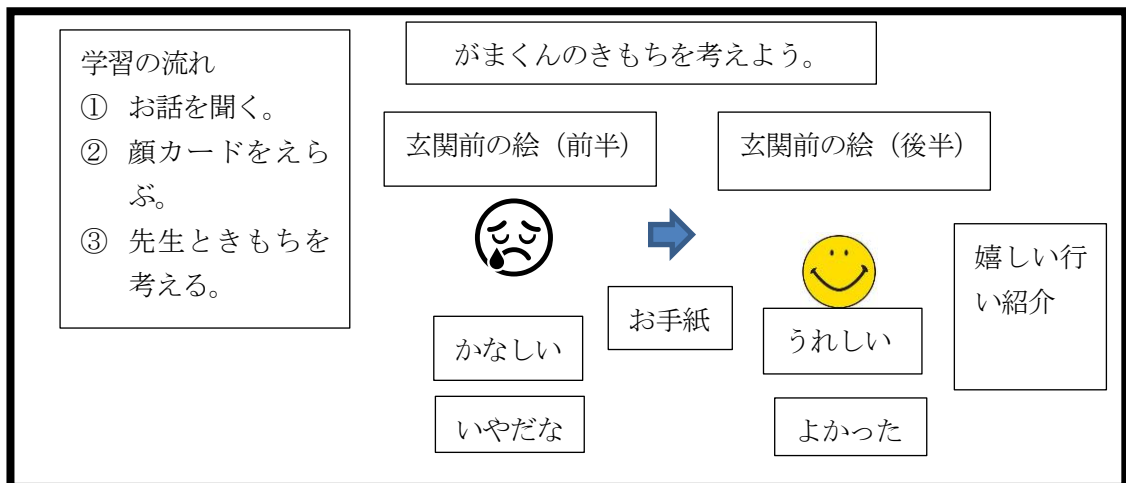 学習の流れ
① お話を聞く。
② 顔カードをえら
ぶ。
③ 先生ときもちを
考える。
がまくんのきもちを考えよう。
玄関前の絵（前半）
玄関前の絵（後半）
かなしい
いやだな
お手紙
うれしい
よかった
嬉しい行
い紹介